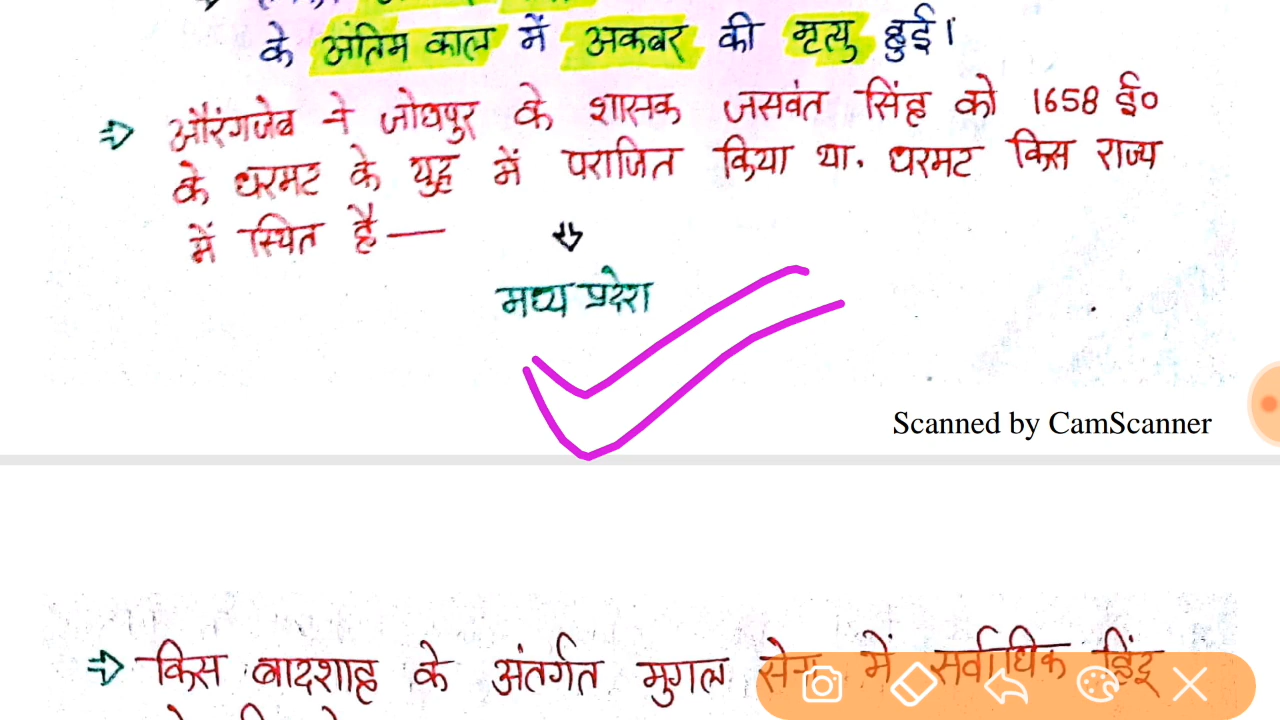 के अंतिम काल में अकबर की मृत्यु हुई।
⇒ औरंगजेब ने जोधपुर के शासक जसवंत सिंह को 1658 ई०
के धरमट के युद्ध में पराजित किया था. धरमट किस राज्य
में स्थित है—
मध्य प्रदेश
Scanned by CamScanner
⇒ किस बादशाह के अंतर्गत मुगल सेना में सर्वाधिक हिंदू